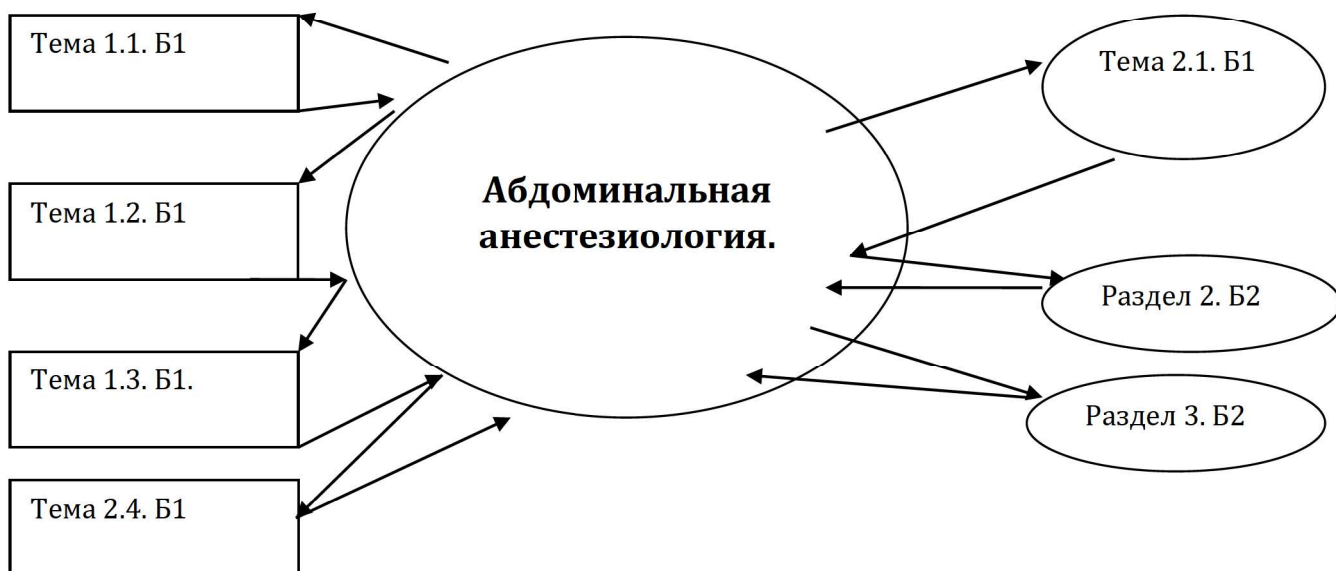 Тема 1.1. Б1
Тема 1.2. Б1
Тема 1.3. Б1.
Тема 2.4. Б1
Абдоминальная
анестезиология.
Тема 2.1. Б1
Раздел 2. Б2
Раздел 3. Б2